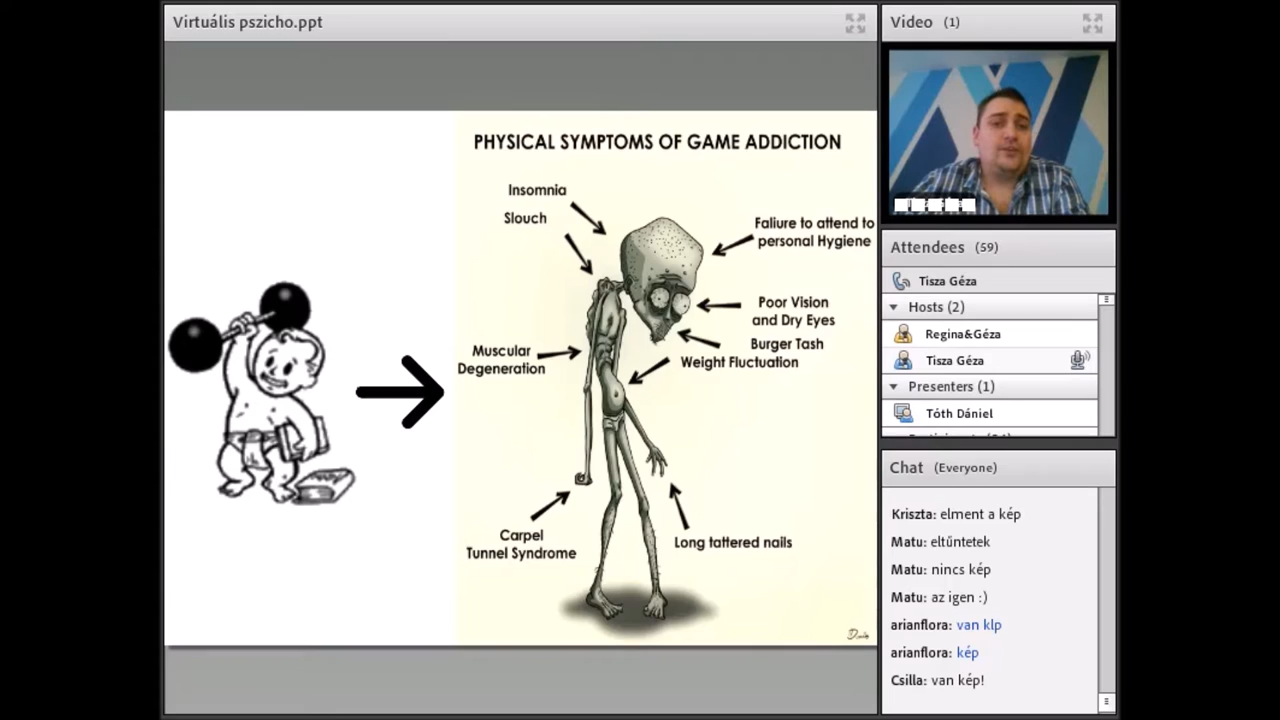 Virtuális pszicho.ppt
PHYSICAL SYMPTOMS OF GAME ADDICTION
Insomnia
Slouch
Faliure to attend to
personal Hygiene
Poor Vision
and Dry Eyes
Burger Tash
Weight Fluctuation
Muscular
Degeneration
Carpel
Tunnel Syndrome
Long tattered nails
Video (1)
Attendees (59)
Tisza Géza
Hosts (2)
Regina&Géza
Tisza Géza
Presenters (1)
Tóth Dániel
Chat (Everyone)
Kriszta: elment a kép
Matu: eltűntetek
Matu: nincs kép
Matu: az igen :)
arianflora: van klp
arianflora: kép
Csilla: van kép!